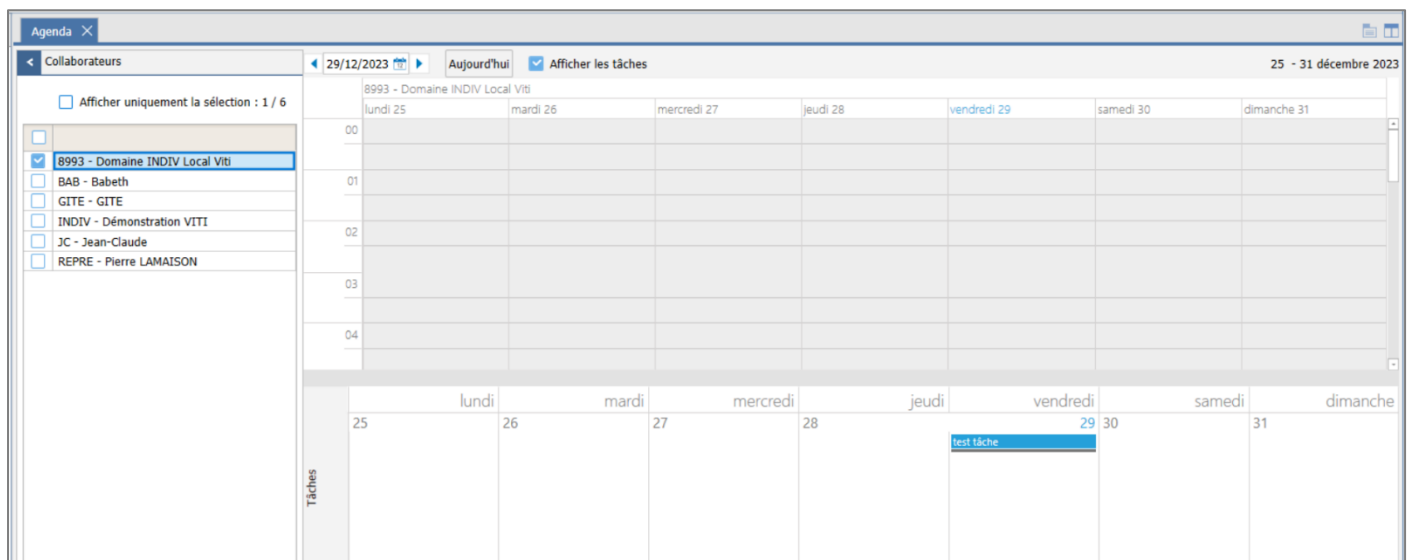 Agenda
Collaborateurs
29/12/2023 Aujourd'hui Afficher les tâches 25 - 31 décembre 2023
Afficher uniquement la sélection : 1 / 6
8993 - Domaine INDIV Local Viti
BAB - Babeth
GITE - GITE
INDIV - Démonstration VITI
JC - Jean-Claude
REPRE - Pierre LAMAISON
8993 - Domaine INDIV Local Viti
lundi 25 mardi 26 mercredi 27 jeudi 28 vendredi 29 samedi 30 dimanche 31
00
01
02
03
04
lundi mardi mercredi jeudi vendredi samedi dimanche
25 26 27 28 29 30 31
test tâche
Tâches